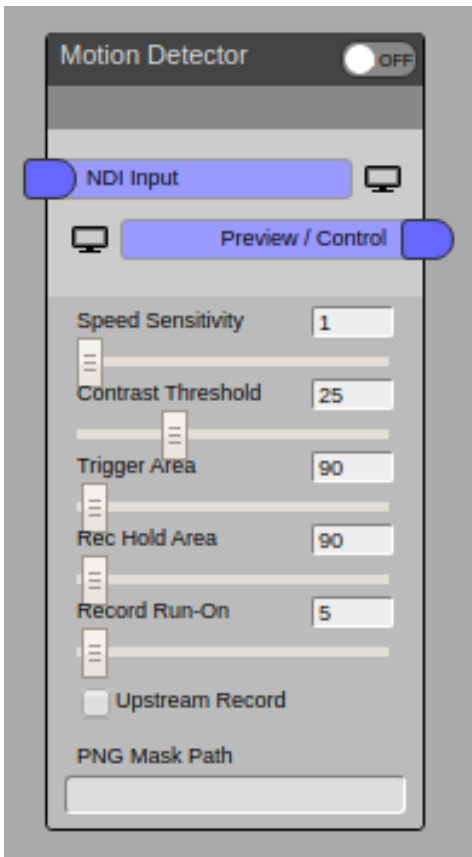 Motion Detector
OFF
NDI Input
Preview / Control
Speed Sensitivity
1
Contrast Threshold
25
Trigger Area
90
Rec Hold Area
90
Record Run-On
5
Upstream Record
PNG Mask Path